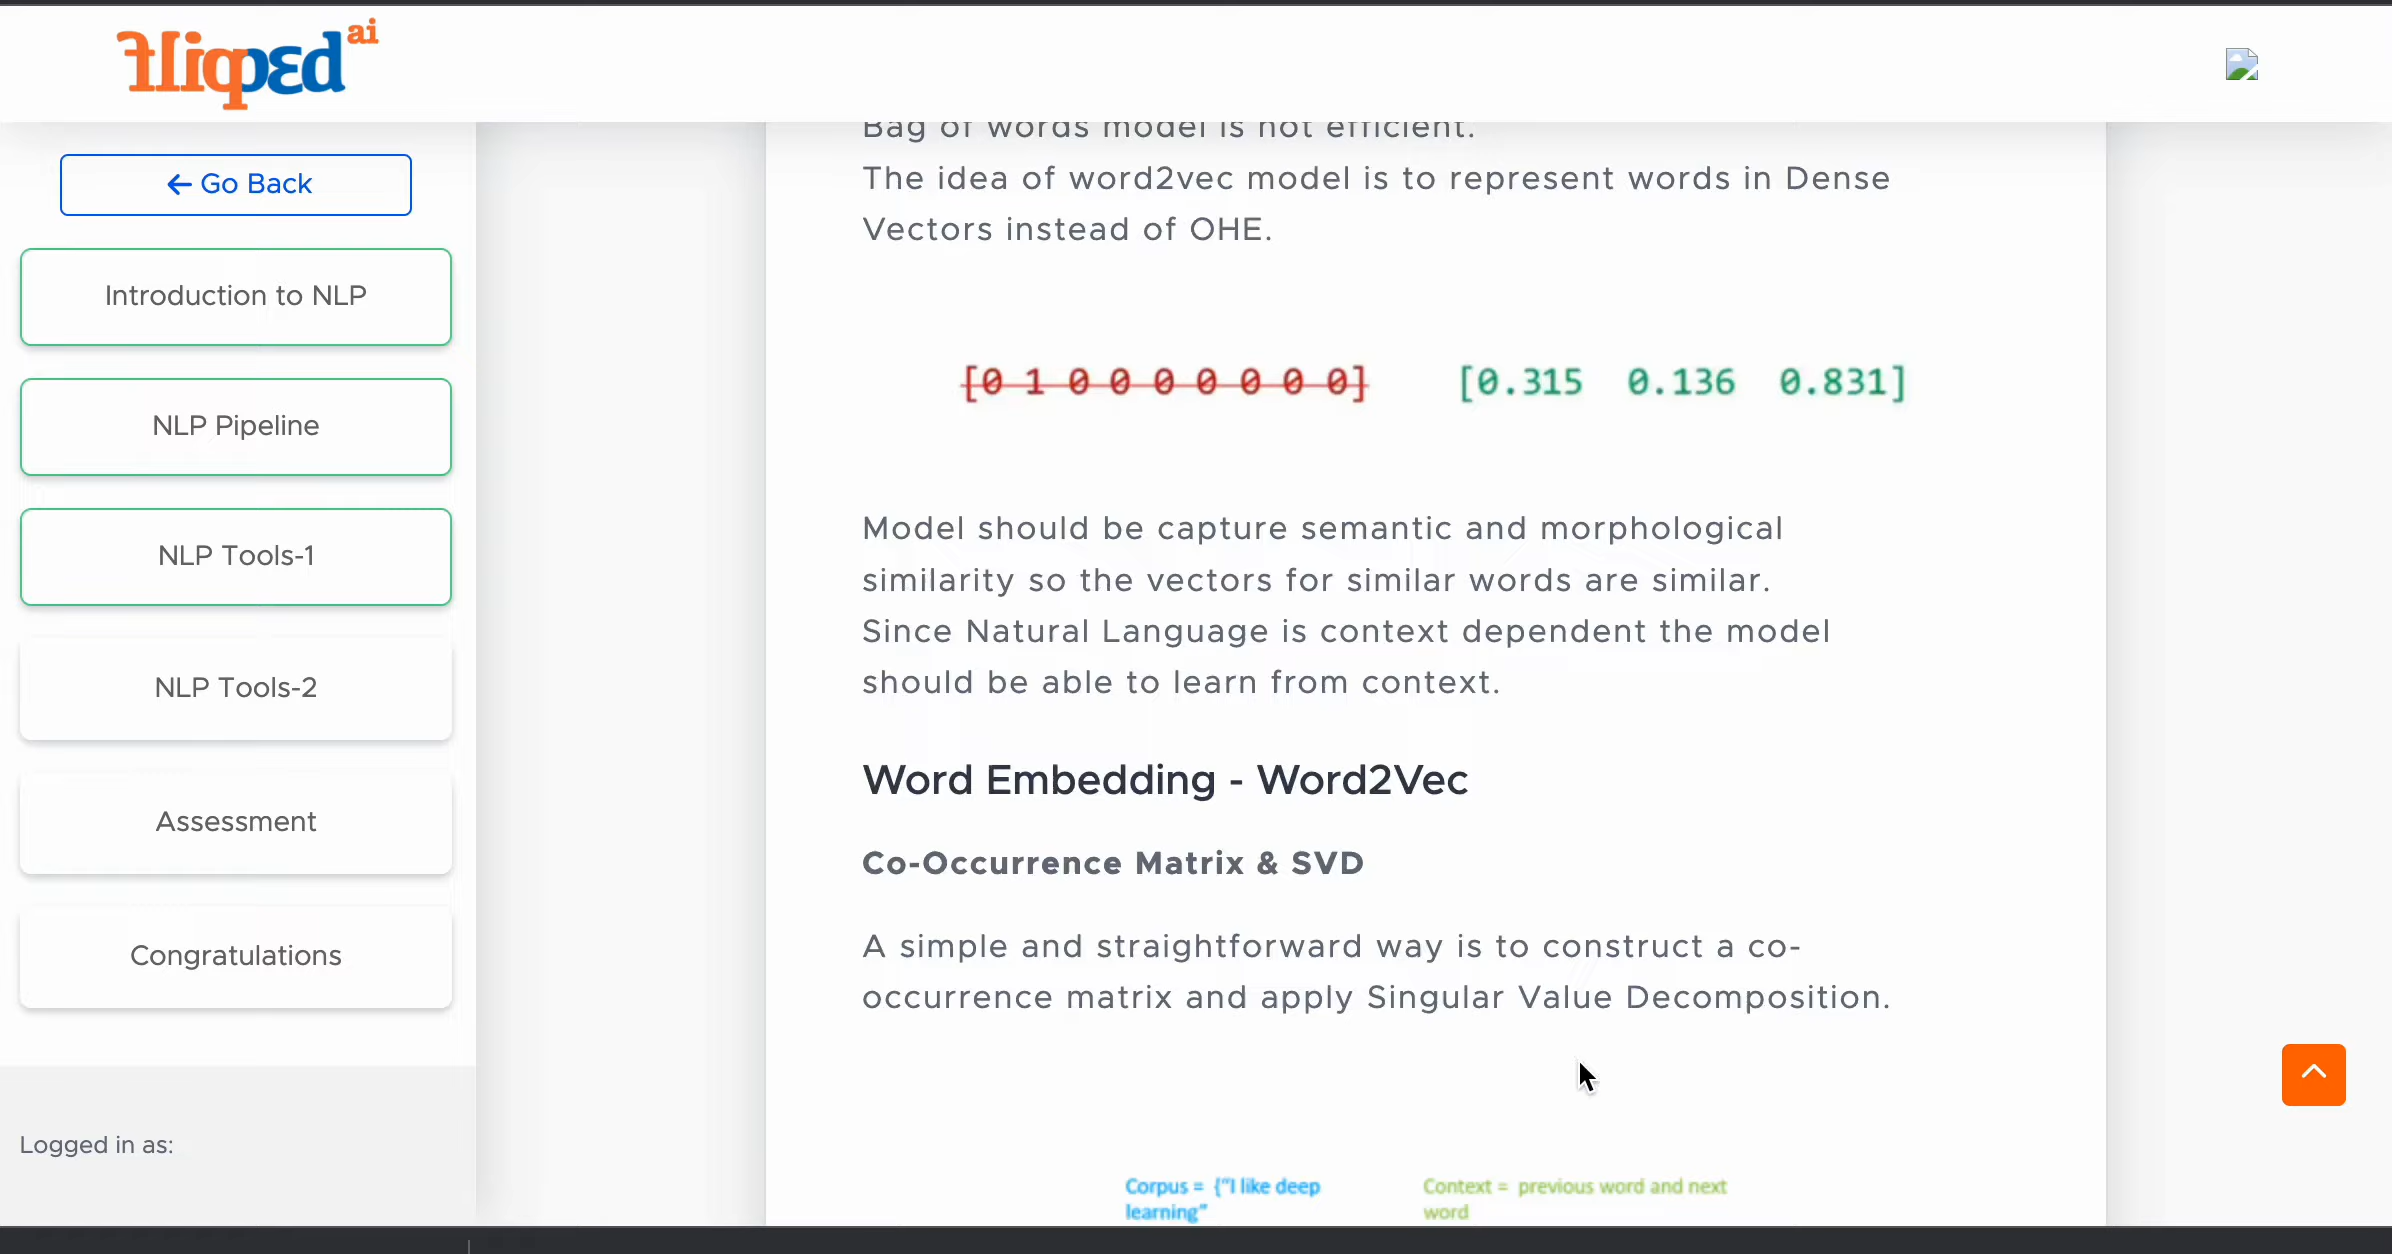 fliqpED ai
Go Back
Introduction to NLP
NLP Pipeline
NLP Tools-1
NLP Tools-2
Assessment
Congratulations
Logged in as:
Bag of words model is not efficient.
The idea of word2vec model is to represent words in Dense
Vectors instead of OHE.
[0 1 0 0 0 0 0 0 0] [0.315 0.136 0.831]
Model should be capture semantic and morphological
similarity so the vectors for similar words are similar.
Since Natural Language is context dependent the model
should be able to learn from context.
Word Embedding - Word2Vec
Co-Occurrence Matrix & SVD
A simple and straightforward way is to construct a co-
occurrence matrix and apply Singular Value Decomposition.
Corpus = {"I like deep
learning"
Context = previous word and next
word